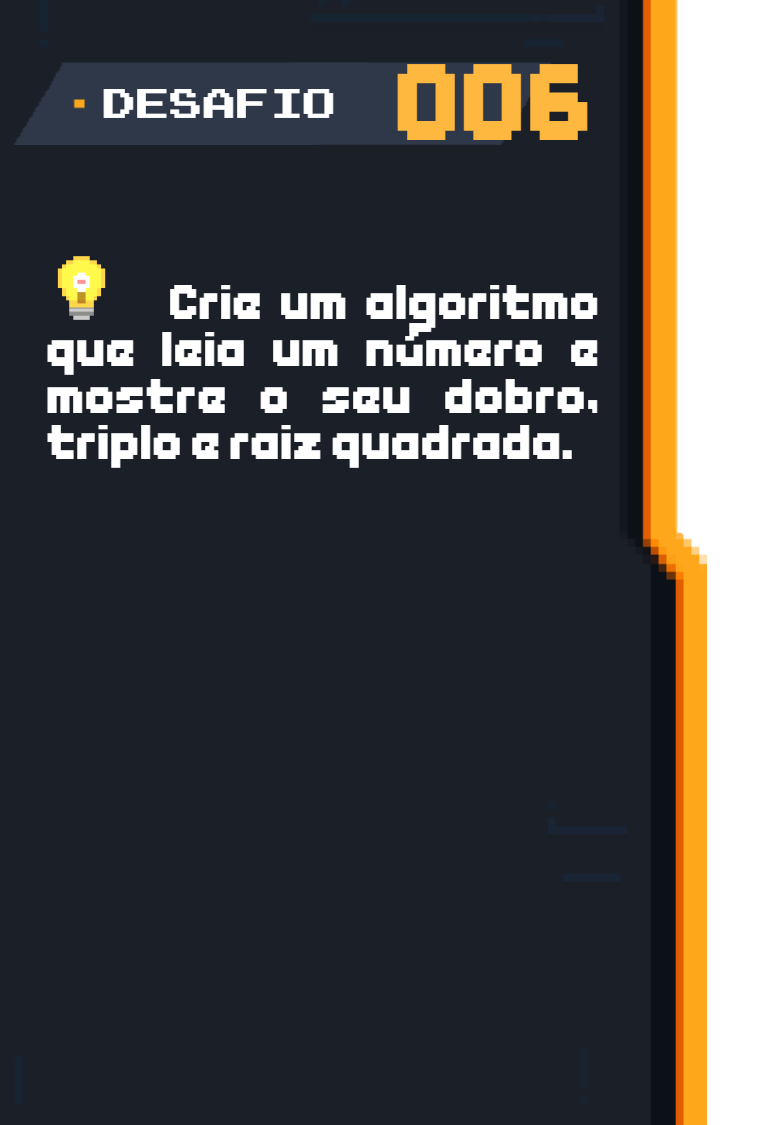 DESAFIO 006
Crie um algoritmo
que leia um número e
mostre o seu dobro,
triplo e raiz quadrada.